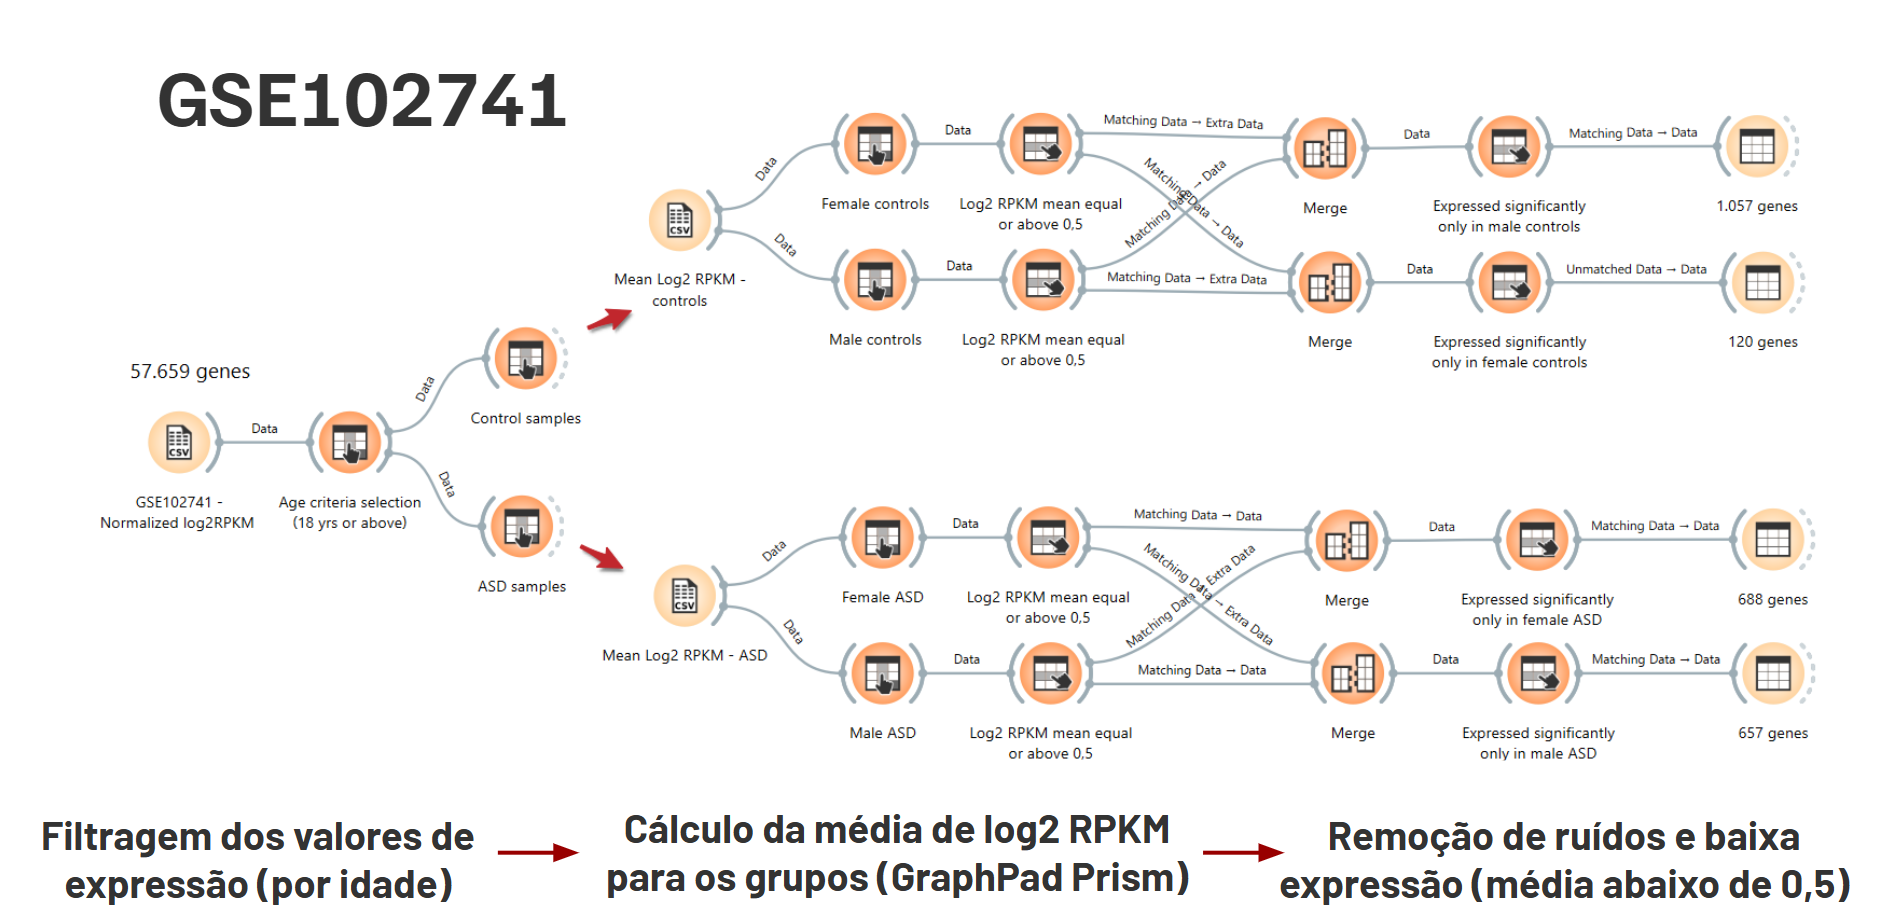 GSE102741
57.659 genes
CSV
Data
GSE102741 -
Normalized log2RPKM
Age criteria selection
(18 yrs or above)
Data
Data
Control samples
ASD samples
CSV
Mean Log2 RPKM -
controls
Data
Data
Female controls
Data
Log2 RPKM mean equal
or above 0,5
Matching Data → Extra Data
Matching Data → Data
Matching Data → Data
Merge
Data
Expressed significantly
only in male controls
Matching Data → Data
1.057 genes
Male controls
Data
Log2 RPKM mean equal
or above 0,5
Matching Data → Extra Data
Merge
Data
Expressed significantly
only in female controls
Unmatched Data → Data
120 genes
CSV
Mean Log2 RPKM - ASD
Data
Data
Female ASD
Data
Log2 RPKM mean equal
or above 0,5
Matching Data → Data
Matching Data → Extra Data
Matching Data → Extra Data
Merge
Data
Expressed significantly
only in female ASD
Matching Data → Data
688 genes
Male ASD
Data
Log2 RPKM mean equal
or above 0,5
Matching Data → Data
Merge
Data
Expressed significantly
only in male ASD
Matching Data → Data
657 genes
Filtragem dos valores de
expressão (por idade)
Cálculo da média de log2 RPKM
para os grupos (GraphPad Prism)
Remoção de ruídos e baixa
expressão (média abaixo de 0,5)